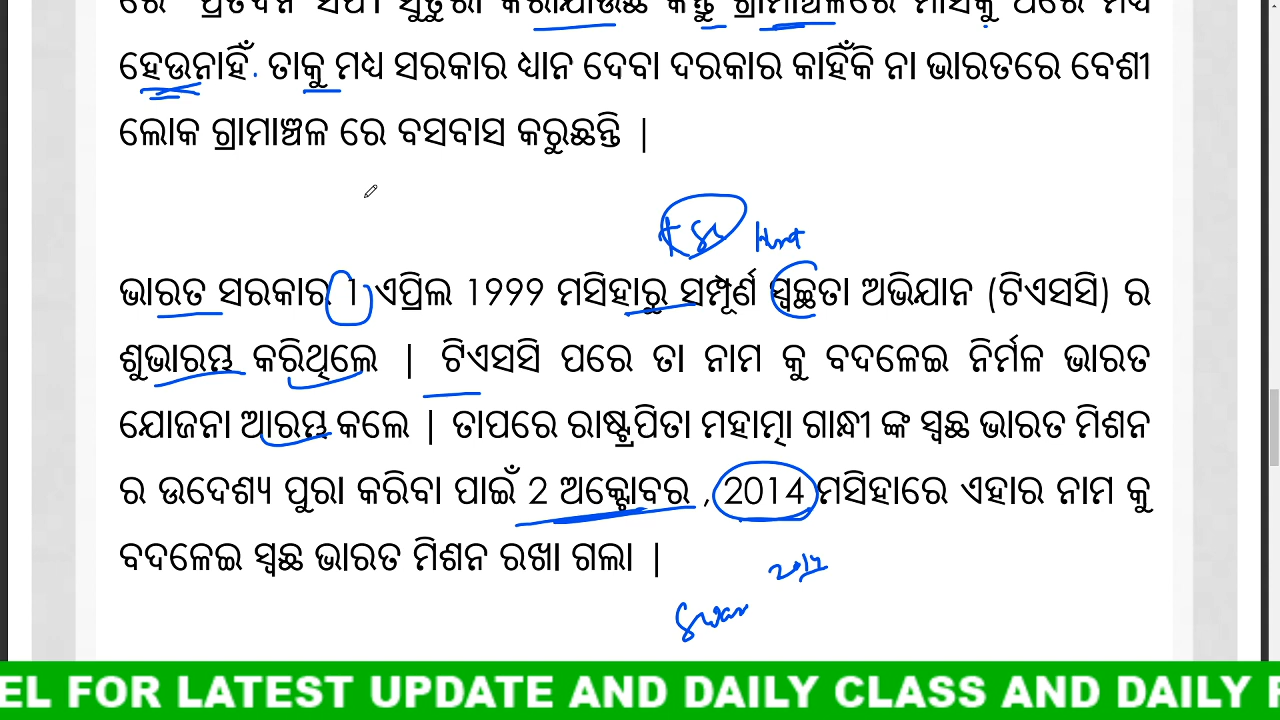 ହେଉନାହିଁ. ତାକୁ ମଧ୍ୟ ସରକାର ଧ୍ୟାନ ଦେବା ଦରକାର କାହିଁକି ନା ଭାରତରେ ବେଶୀ
ଲୋକ ଗ୍ରାମାଞ୍ଚଳ ରେ ବସବାସ କରୁଛନ୍ତି |
ଭାରତ ସରକାର 1 ଏପ୍ରିଲ 1999 ମସିହାରୁ ସମ୍ପୂର୍ଣ ସ୍ୱଚ୍ଛତା ଅଭିଯାନ (ଟିଏସସି) ର
ଶୁଭାରମ୍ଭ କରିଥିଲେ | ଟିଏସସି ପରେ ତା ନାମ କୁ ବଦଳେଇ ନିର୍ମଳ ଭାରତ
ଯୋଜନା ଆରମ୍ଭ କଲେ | ତାପରେ ରାଷ୍ଟ୍ରପିତା ମହାତ୍ମା ଗାନ୍ଧୀ ଙ୍କ ସ୍ୱଛ ଭାରତ ମିଶନ
ର ଉଦେଶ୍ୟ ପୁରା କରିବା ପାଇଁ 2 ଅକ୍ଟୋବର , 2014 ମସିହାରେ ଏହାର ନାମ କୁ
ବଦଳେଇ ସ୍ୱଛ ଭାରତ ମିଶନ ରଖା ଗଲା |
2014
EL FOR LATEST UPDATE AND DAILY CLASS AND DAILY